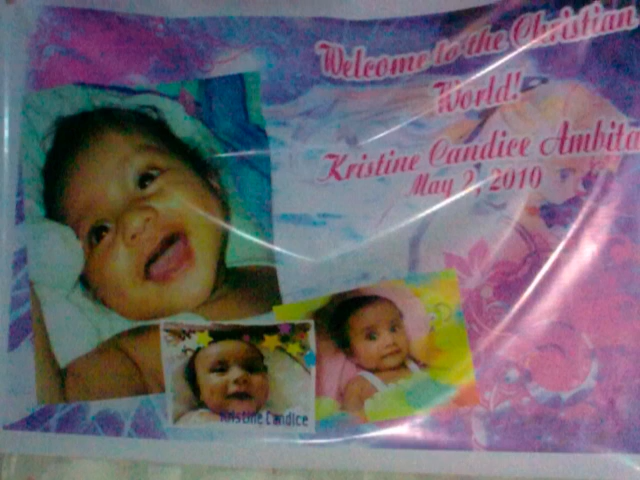 Welcome to the Christian
World!
Kristine Candice Ambita
May 2, 2010
Kristine Candice